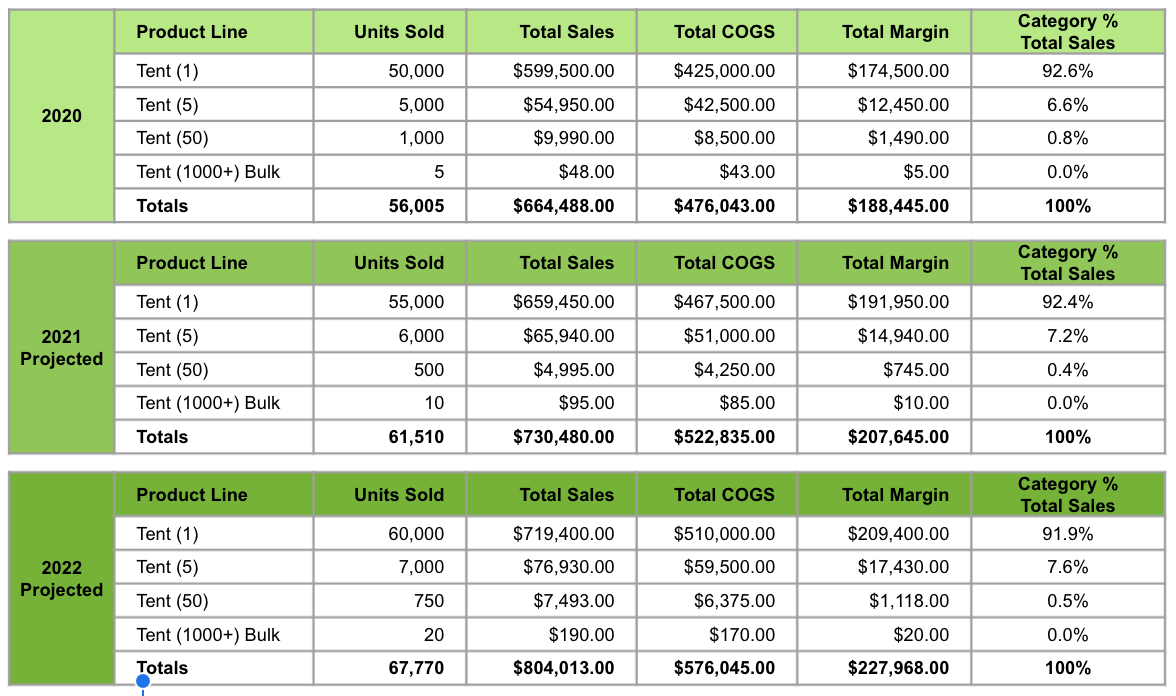 Product Line Units Sold Total Sales Total COGS Total Margin Category %
Total Sales
2020
Tent (1) 50,000 $599,500.00 $425,000.00 $174,500.00 92.6%
Tent (5) 5,000 $54,950.00 $42,500.00 $12,450.00 6.6%
Tent (50) 1,000 $9,990.00 $8,500.00 $1,490.00 0.8%
Tent (1000+) Bulk 5 $48.00 $43.00 $5.00 0.0%
Totals 56,005 $664,488.00 $476,043.00 $188,445.00 100%
Product Line Units Sold Total Sales Total COGS Total Margin Category %
Total Sales
2021
Projected
Tent (1) 55,000 $659,450.00 $467,500.00 $191,950.00 92.4%
Tent (5) 6,000 $65,940.00 $51,000.00 $14,940.00 7.2%
Tent (50) 500 $4,995.00 $4,250.00 $745.00 0.4%
Tent (1000+) Bulk 10 $95.00 $85.00 $10.00 0.0%
Totals 61,510 $730,480.00 $522,835.00 $207,645.00 100%
Product Line Units Sold Total Sales Total COGS Total Margin Category %
Total Sales
2022
Projected
Tent (1) 60,000 $719,400.00 $510,000.00 $209,400.00 91.9%
Tent (5) 7,000 $76,930.00 $59,500.00 $17,430.00 7.6%
Tent (50) 750 $7,493.00 $6,375.00 $1,118.00 0.5%
Tent (1000+) Bulk 20 $190.00 $170.00 $20.00 0.0%
Totals 67,770 $804,013.00 $576,045.00 $227,968.00 100%